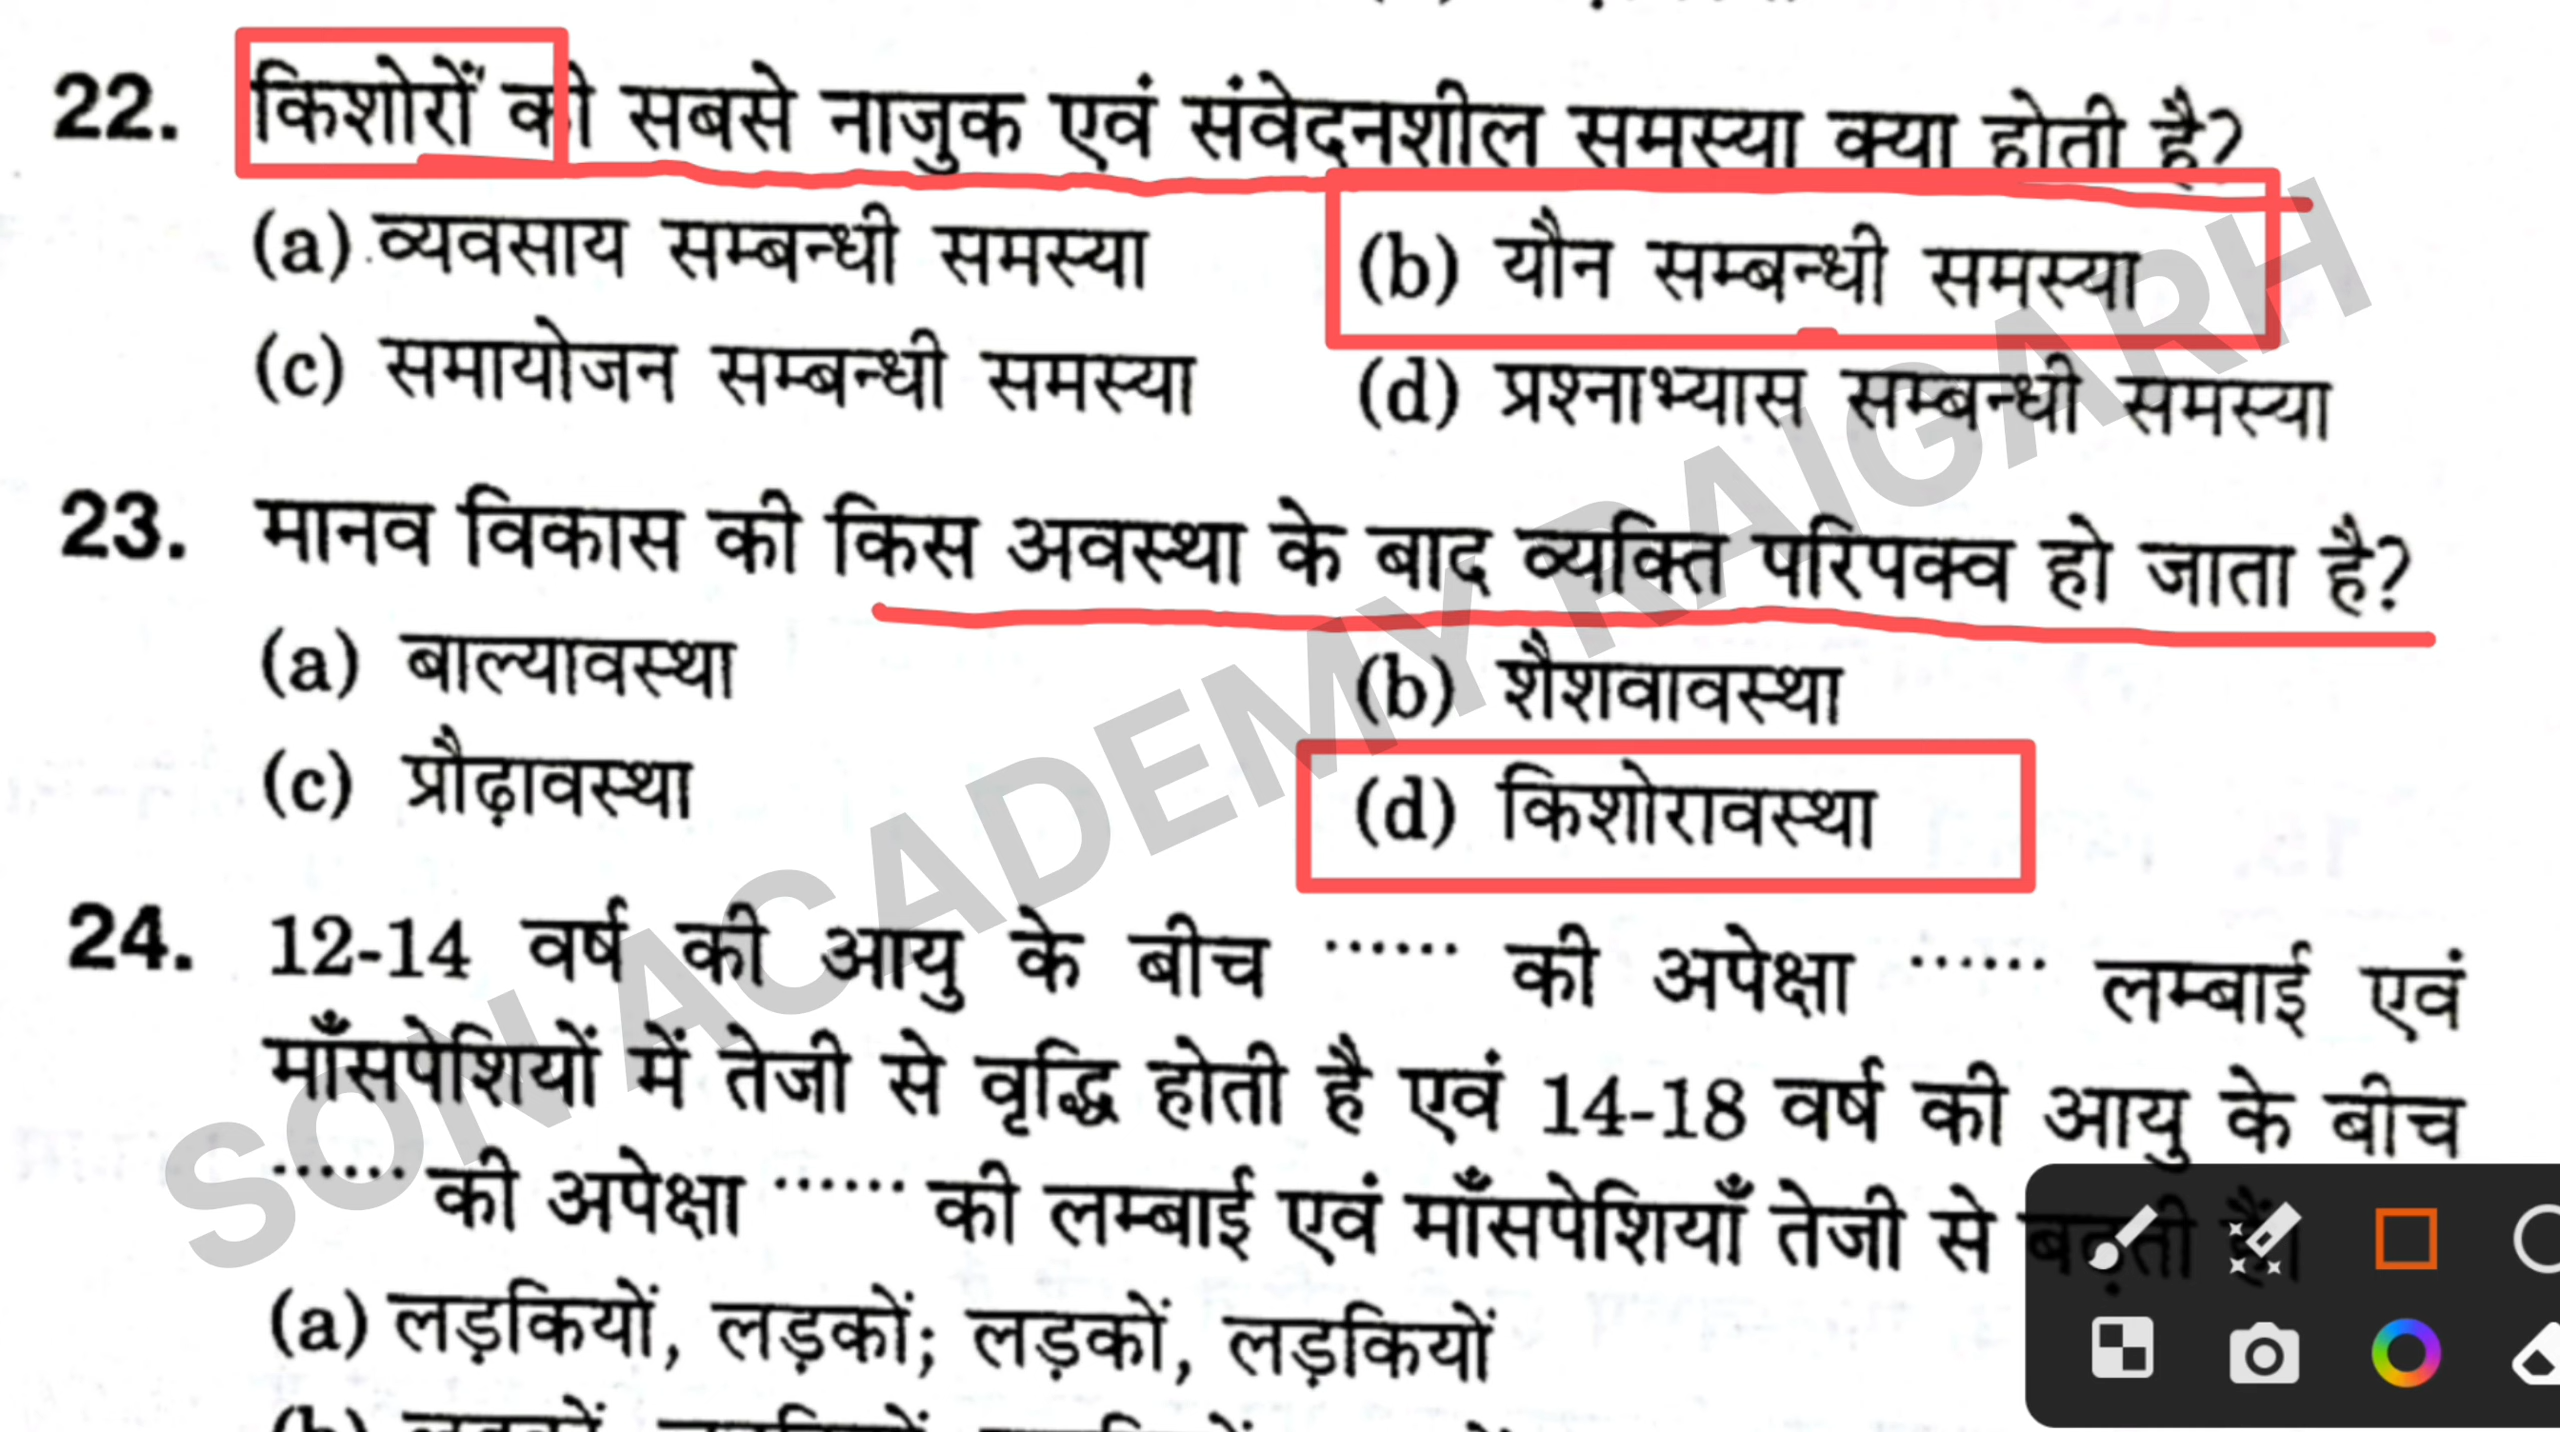 22. किशोरों की सबसे नाजुक एवं संवेदनशील समस्या क्या होती है?
(a) व्यवसाय सम्बन्धी समस्या (b) यौन सम्बन्धी समस्या
(c) समायोजन सम्बन्धी समस्या (d) प्रश्नाभ्यास सम्बन्धी समस्या
23. मानव विकास की किस अवस्था के बाद व्यक्ति परिपक्व हो जाता है?
(a) बाल्यावस्था (b) शैशवावस्था
(c) प्रौढ़ावस्था (d) किशोरावस्था
24. 12-14 वर्ष की आयु के बीच ...... की अपेक्षा ...... लम्बाई एवं
माँसपेशियों में तेजी से वृद्धि होती है एवं 14-18 वर्ष की आयु के बीच
...... की अपेक्षा ...... की लम्बाई एवं माँसपेशियाँ तेजी से बढ़ती हैं।
(a) लड़कियों, लड़कों; लड़कों, लड़कियों
SON ACADEMY RAIGARH